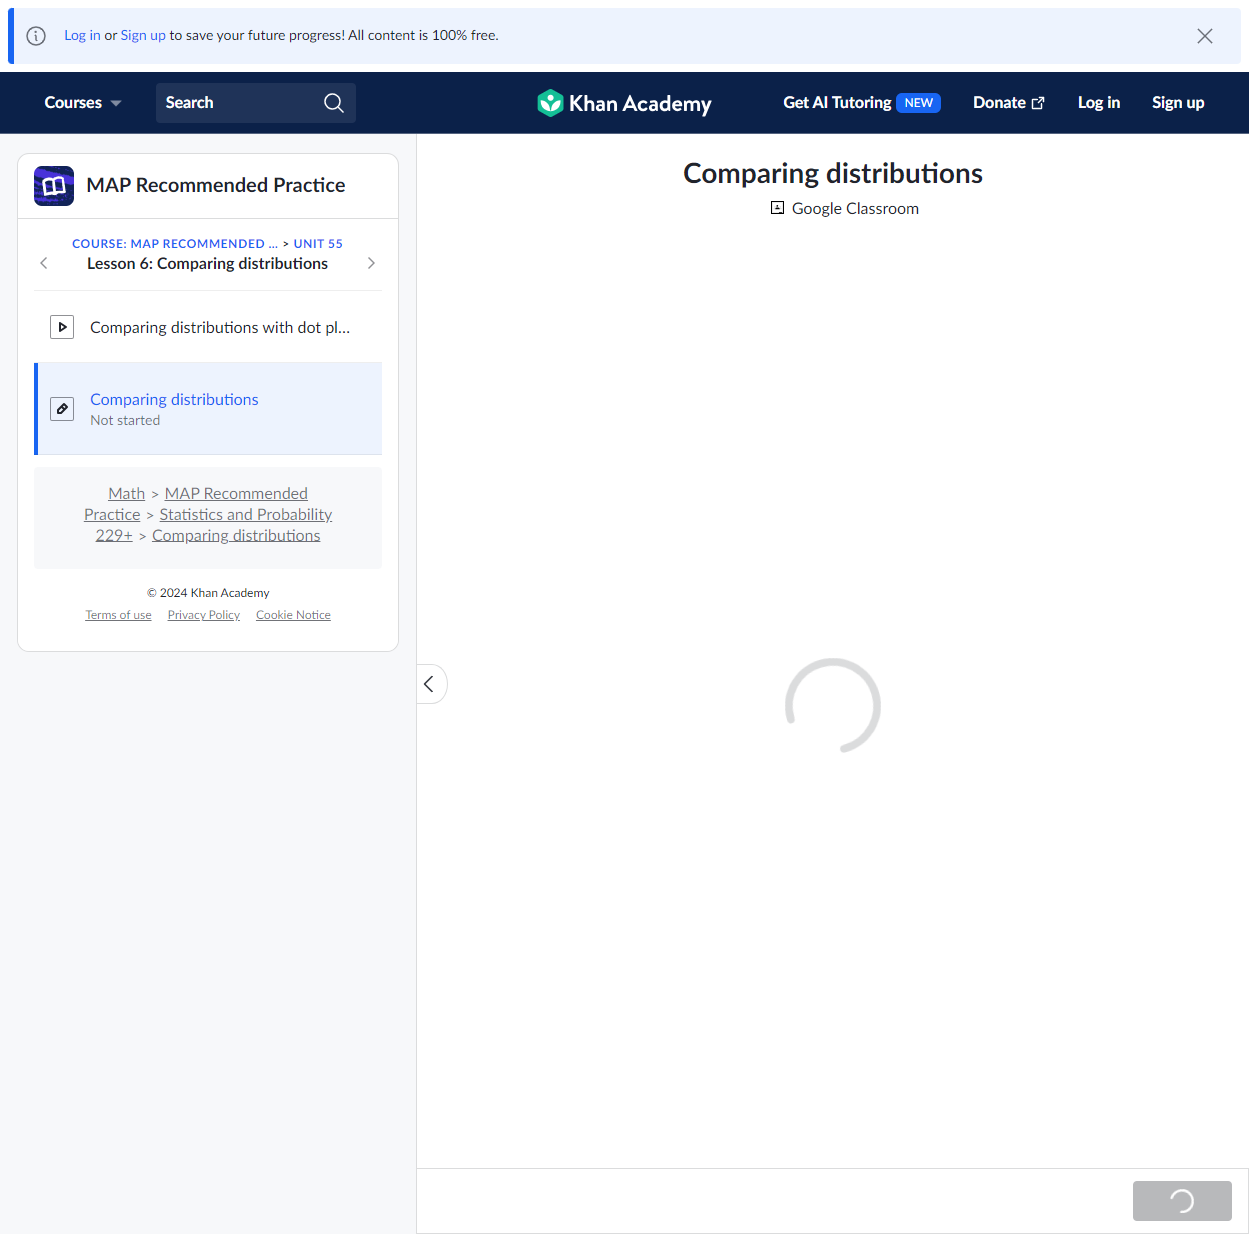 Log in or Sign up to save your future progress! All content is 100% free.
Courses
Search
Khan Academy
Get AI Tutoring NEW
Donate
Log in
Sign up
MAP Recommended Practice
COURSE: MAP RECOMMENDED ... > UNIT 55
Lesson 6: Comparing distributions
Comparing distributions with dot pl...
Comparing distributions
Not started
Math > MAP Recommended
Practice > Statistics and Probability
229+ > Comparing distributions
© 2024 Khan Academy
Terms of use Privacy Policy Cookie Notice
Comparing distributions
Google Classroom